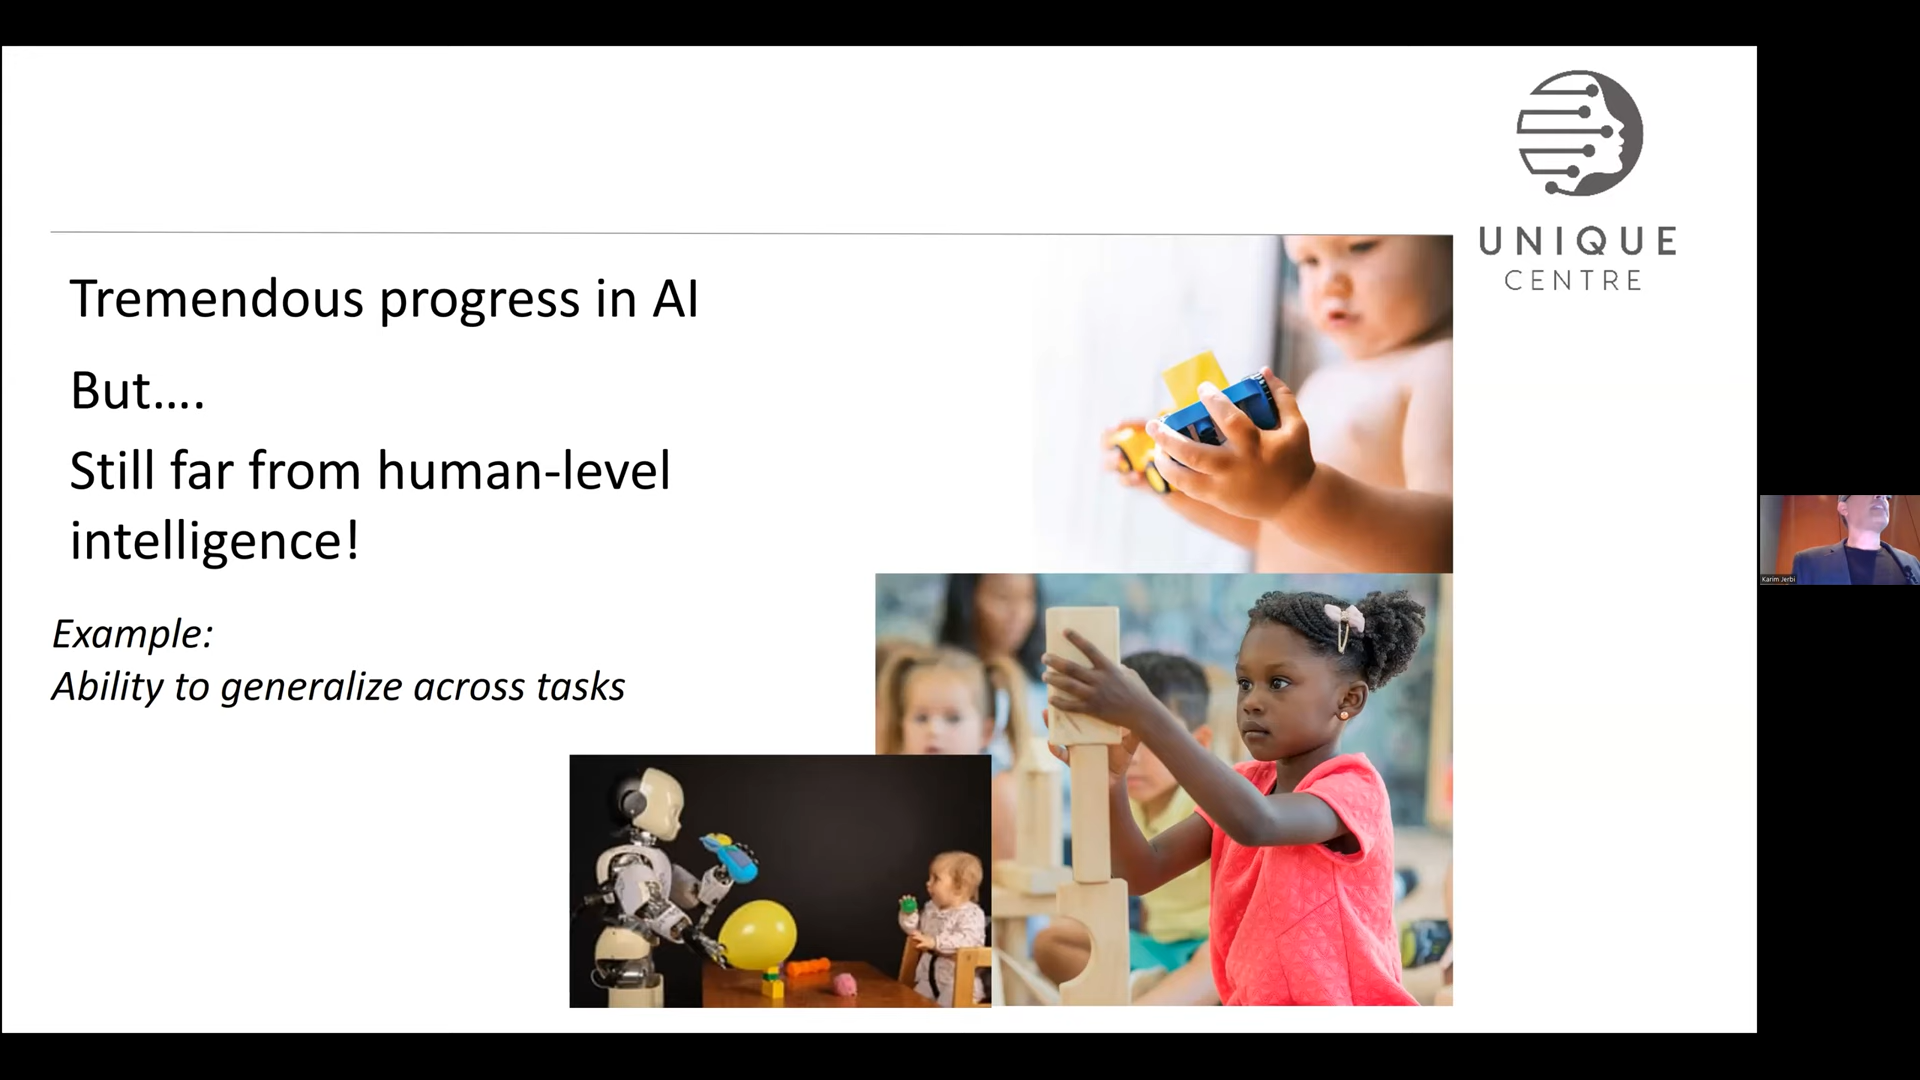 UNIQUE
CENTRE
Tremendous progress in AI
But....
Still far from human-level
intelligence!
Example:
Ability to generalize across tasks
Karim Jerbi